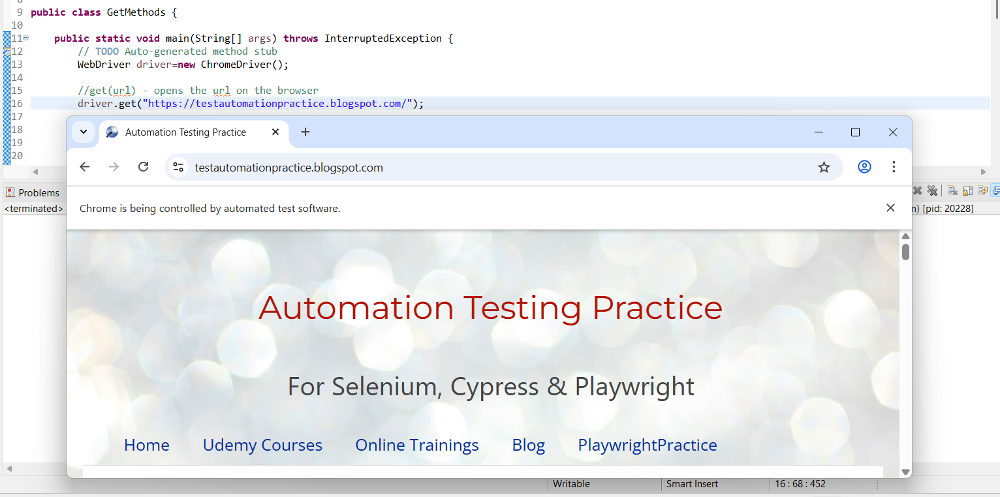 8
9 public class GetMethods {
10
11 public static void main(String[] args) throws InterruptedException {
12 // TODO Auto-generated method stub
13 WebDriver driver=new ChromeDriver();
14
15 //get(url) - opens the url on the browser
16 driver.get("https://testautomationpractice.blogspot.com/");
17
18
19
20
Automation Testing Practice
testautomationpractice.blogspot.com
Problems
<terminated>
n) [pid: 20228]
Chrome is being controlled by automated test software.
Automation Testing Practice
For Selenium, Cypress & Playwright
Home Udemy Courses Online Trainings Blog PlaywrightPractice
Writable Smart Insert 16 : 68 : 452